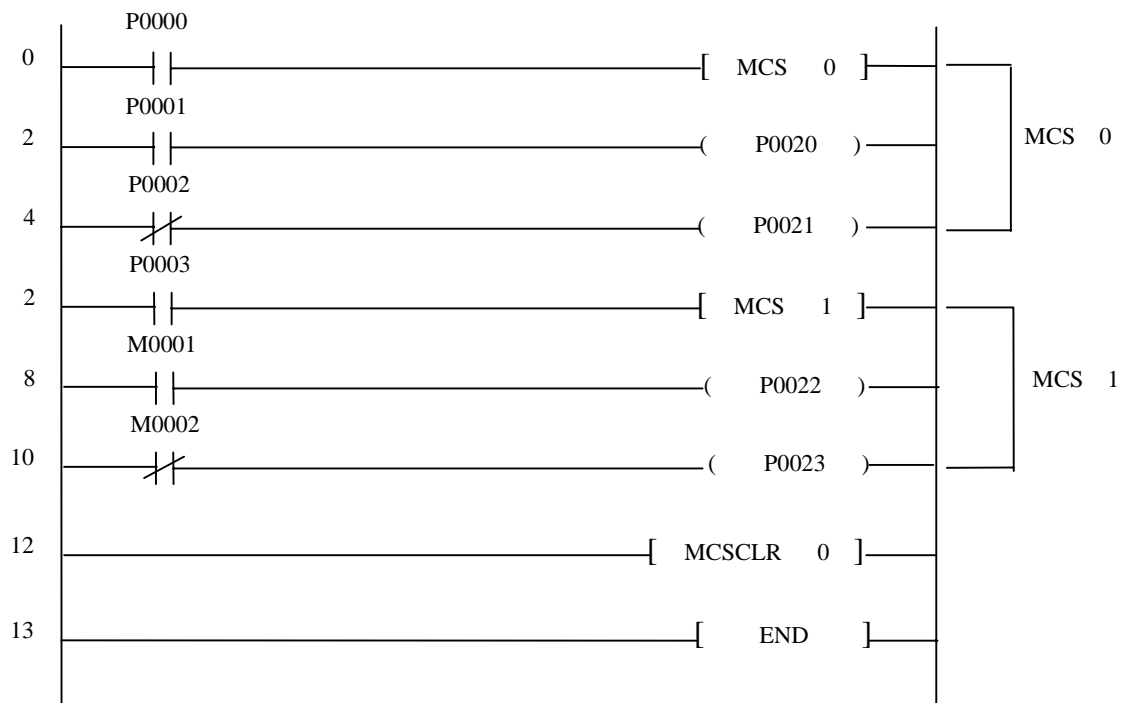 P0000
0 [ MCS 0 ]
P0001
MCS 0
2 ( P0020 )
P0002
4 ( P0021 )
P0003
2 [ MCS 1 ]
M0001
8 ( P0022 ) MCS 1
M0002
10 ( P0023 )
12 [ MCSCLR 0 ]
13 [ END ]